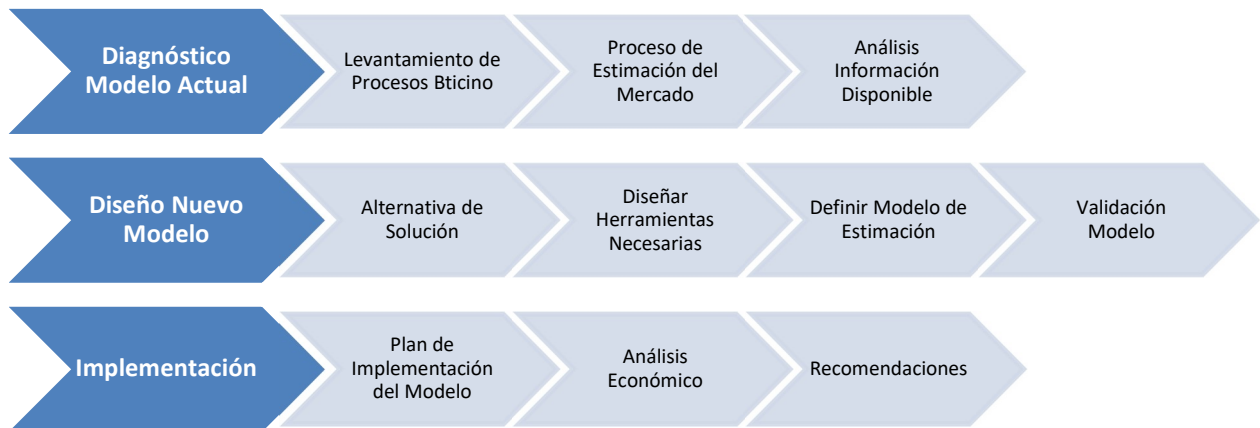 Diagnóstico
Modelo Actual
Levantamiento de
Procesos Bticino
Proceso de
Estimación del
Mercado
Análisis
Información
Disponible
Diseño Nuevo
Modelo
Alternativa de
Solución
Diseñar
Herramientas
Necesarias
Definir Modelo de
Estimación
Validación
Modelo
Implementación
Plan de
Implementación
del Modelo
Análisis
Económico
Recomendaciones